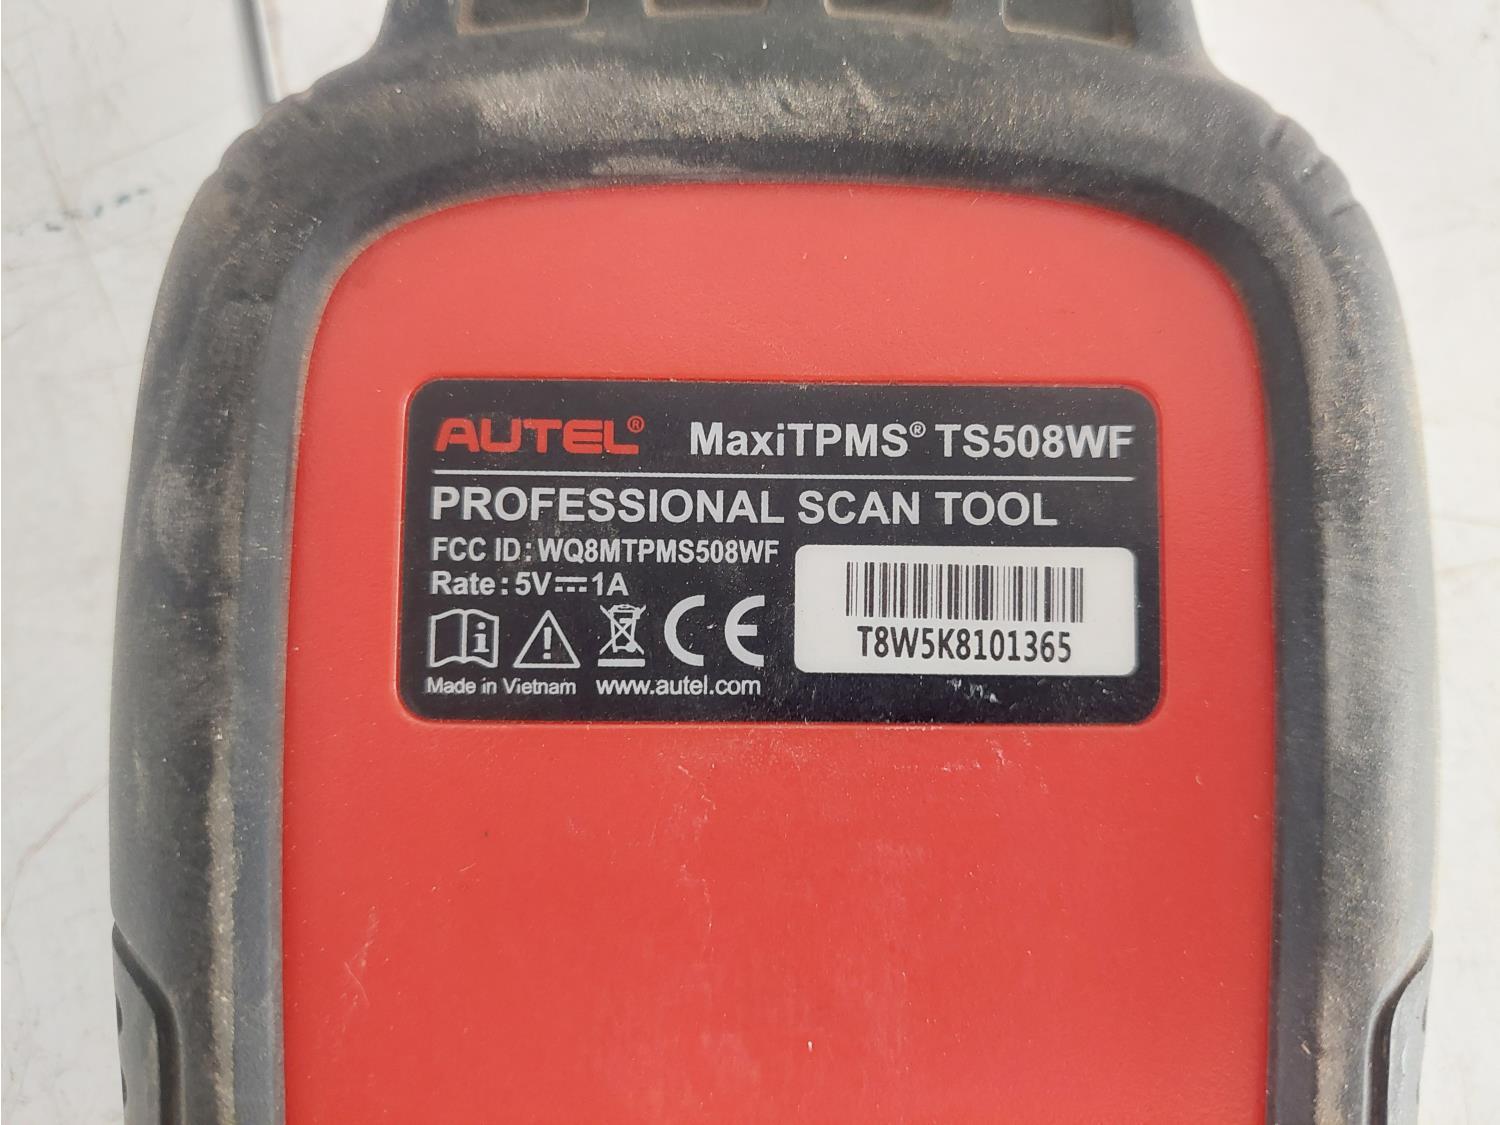 AUTEL® MaxiTPMS® TS508WF
PROFESSIONAL SCAN TOOL
FCC ID: WQ8MTPMS508WF
Rate: 5V⎓1A
CE
T8W5K8101365
Made in Vietnam www.autel.com